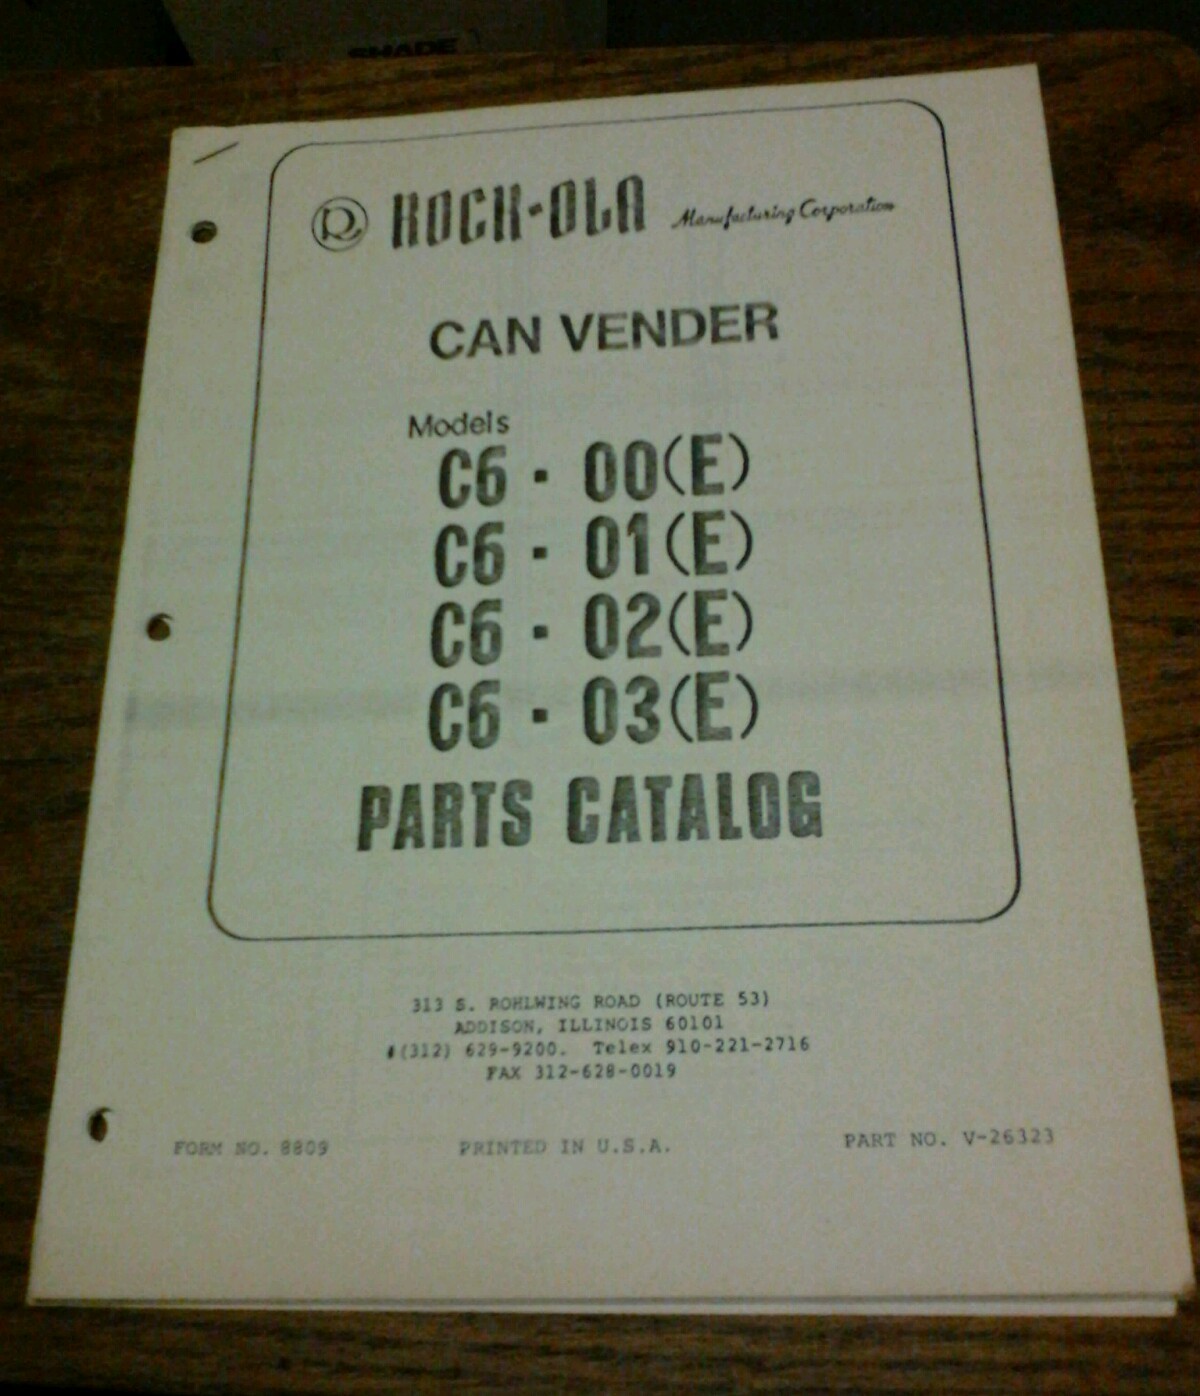 SHADE
R ROCK-OLA Manufacturing Corporation
CAN VENDER
Models
C6 - 00(E)
C6 - 01(E)
C6 - 02(E)
C6 - 03(E)
PARTS CATALOG
313 S. ROHLWING ROAD (ROUTE 53)
ADDISON, ILLINOIS 60101
#(312) 629-9200. Telex 910-221-2716
FAX 312-628-0019
FORM NO. 8809 PRINTED IN U.S.A. PART NO. V-26323